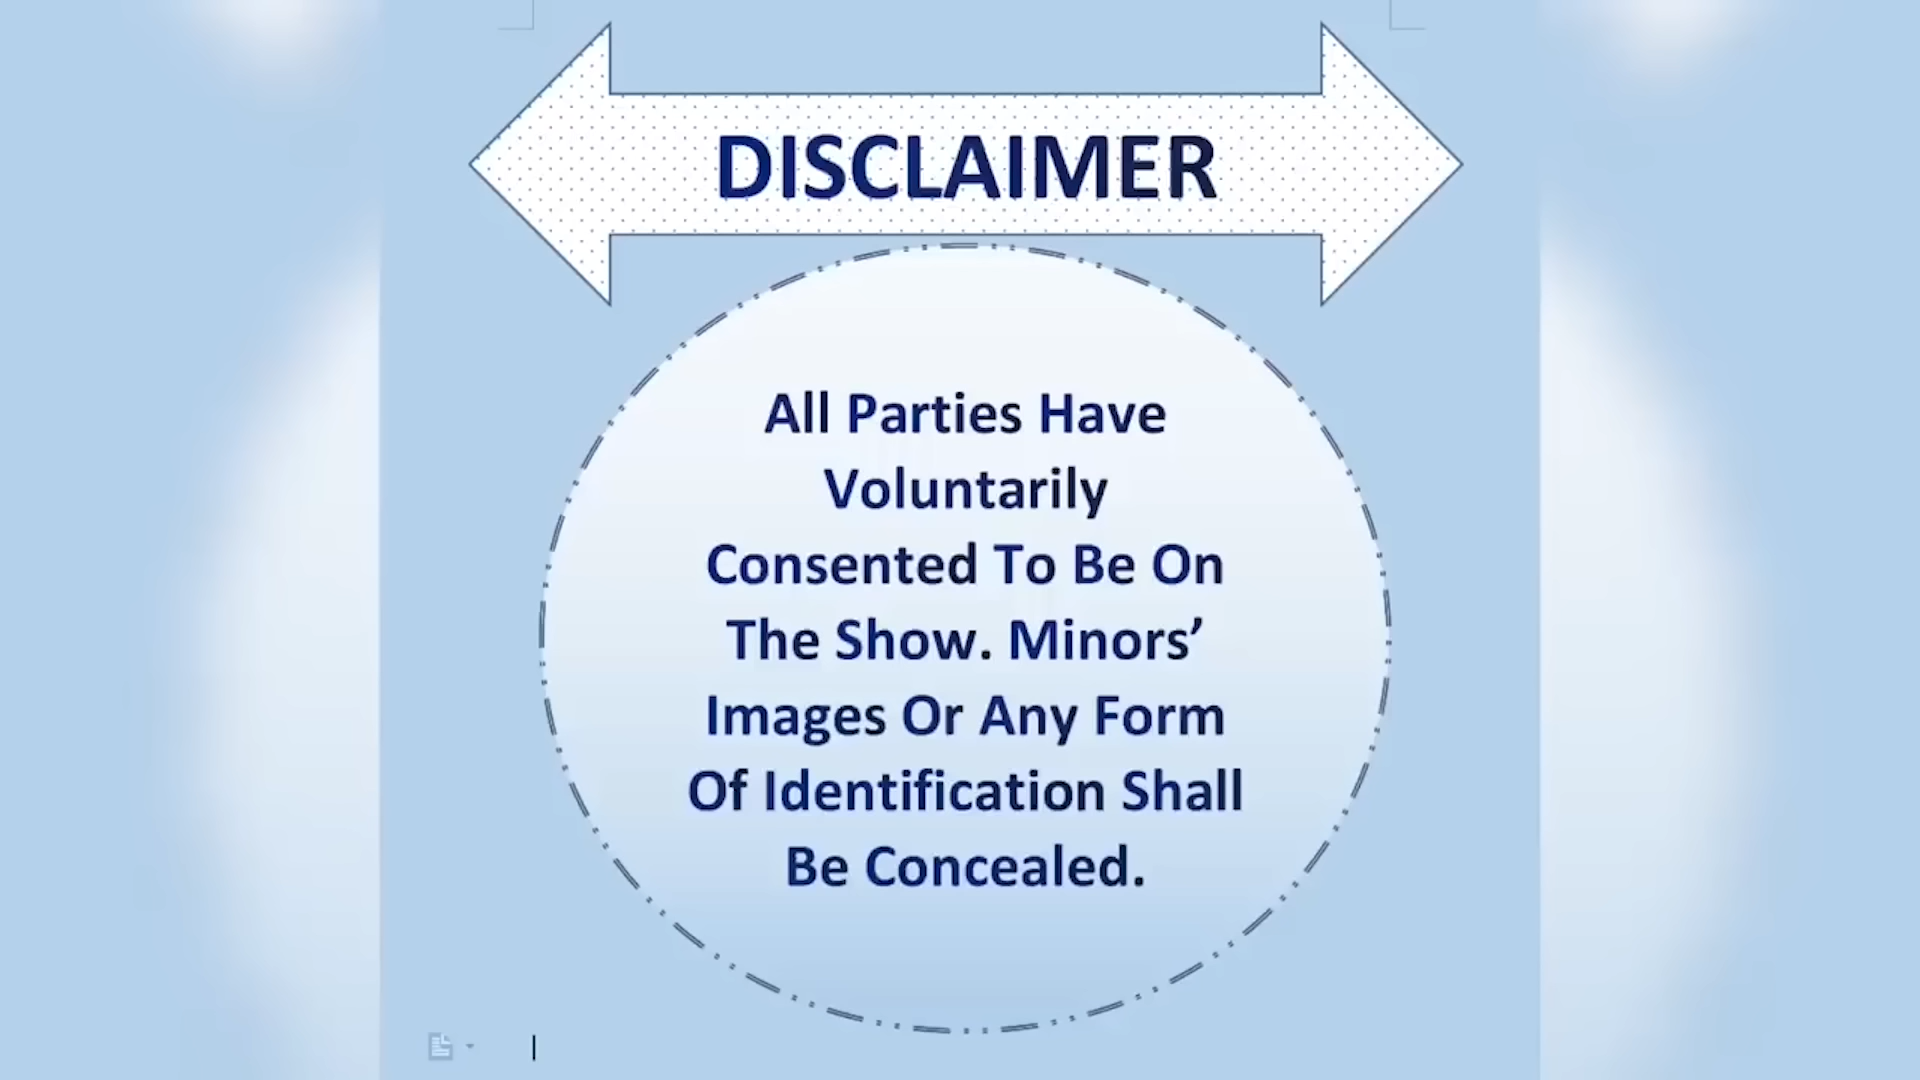 DISCLAIMER
All Parties Have
Voluntarily
Consented To Be On
The Show. Minors’
Images Or Any Form
Of Identification Shall
Be Concealed.